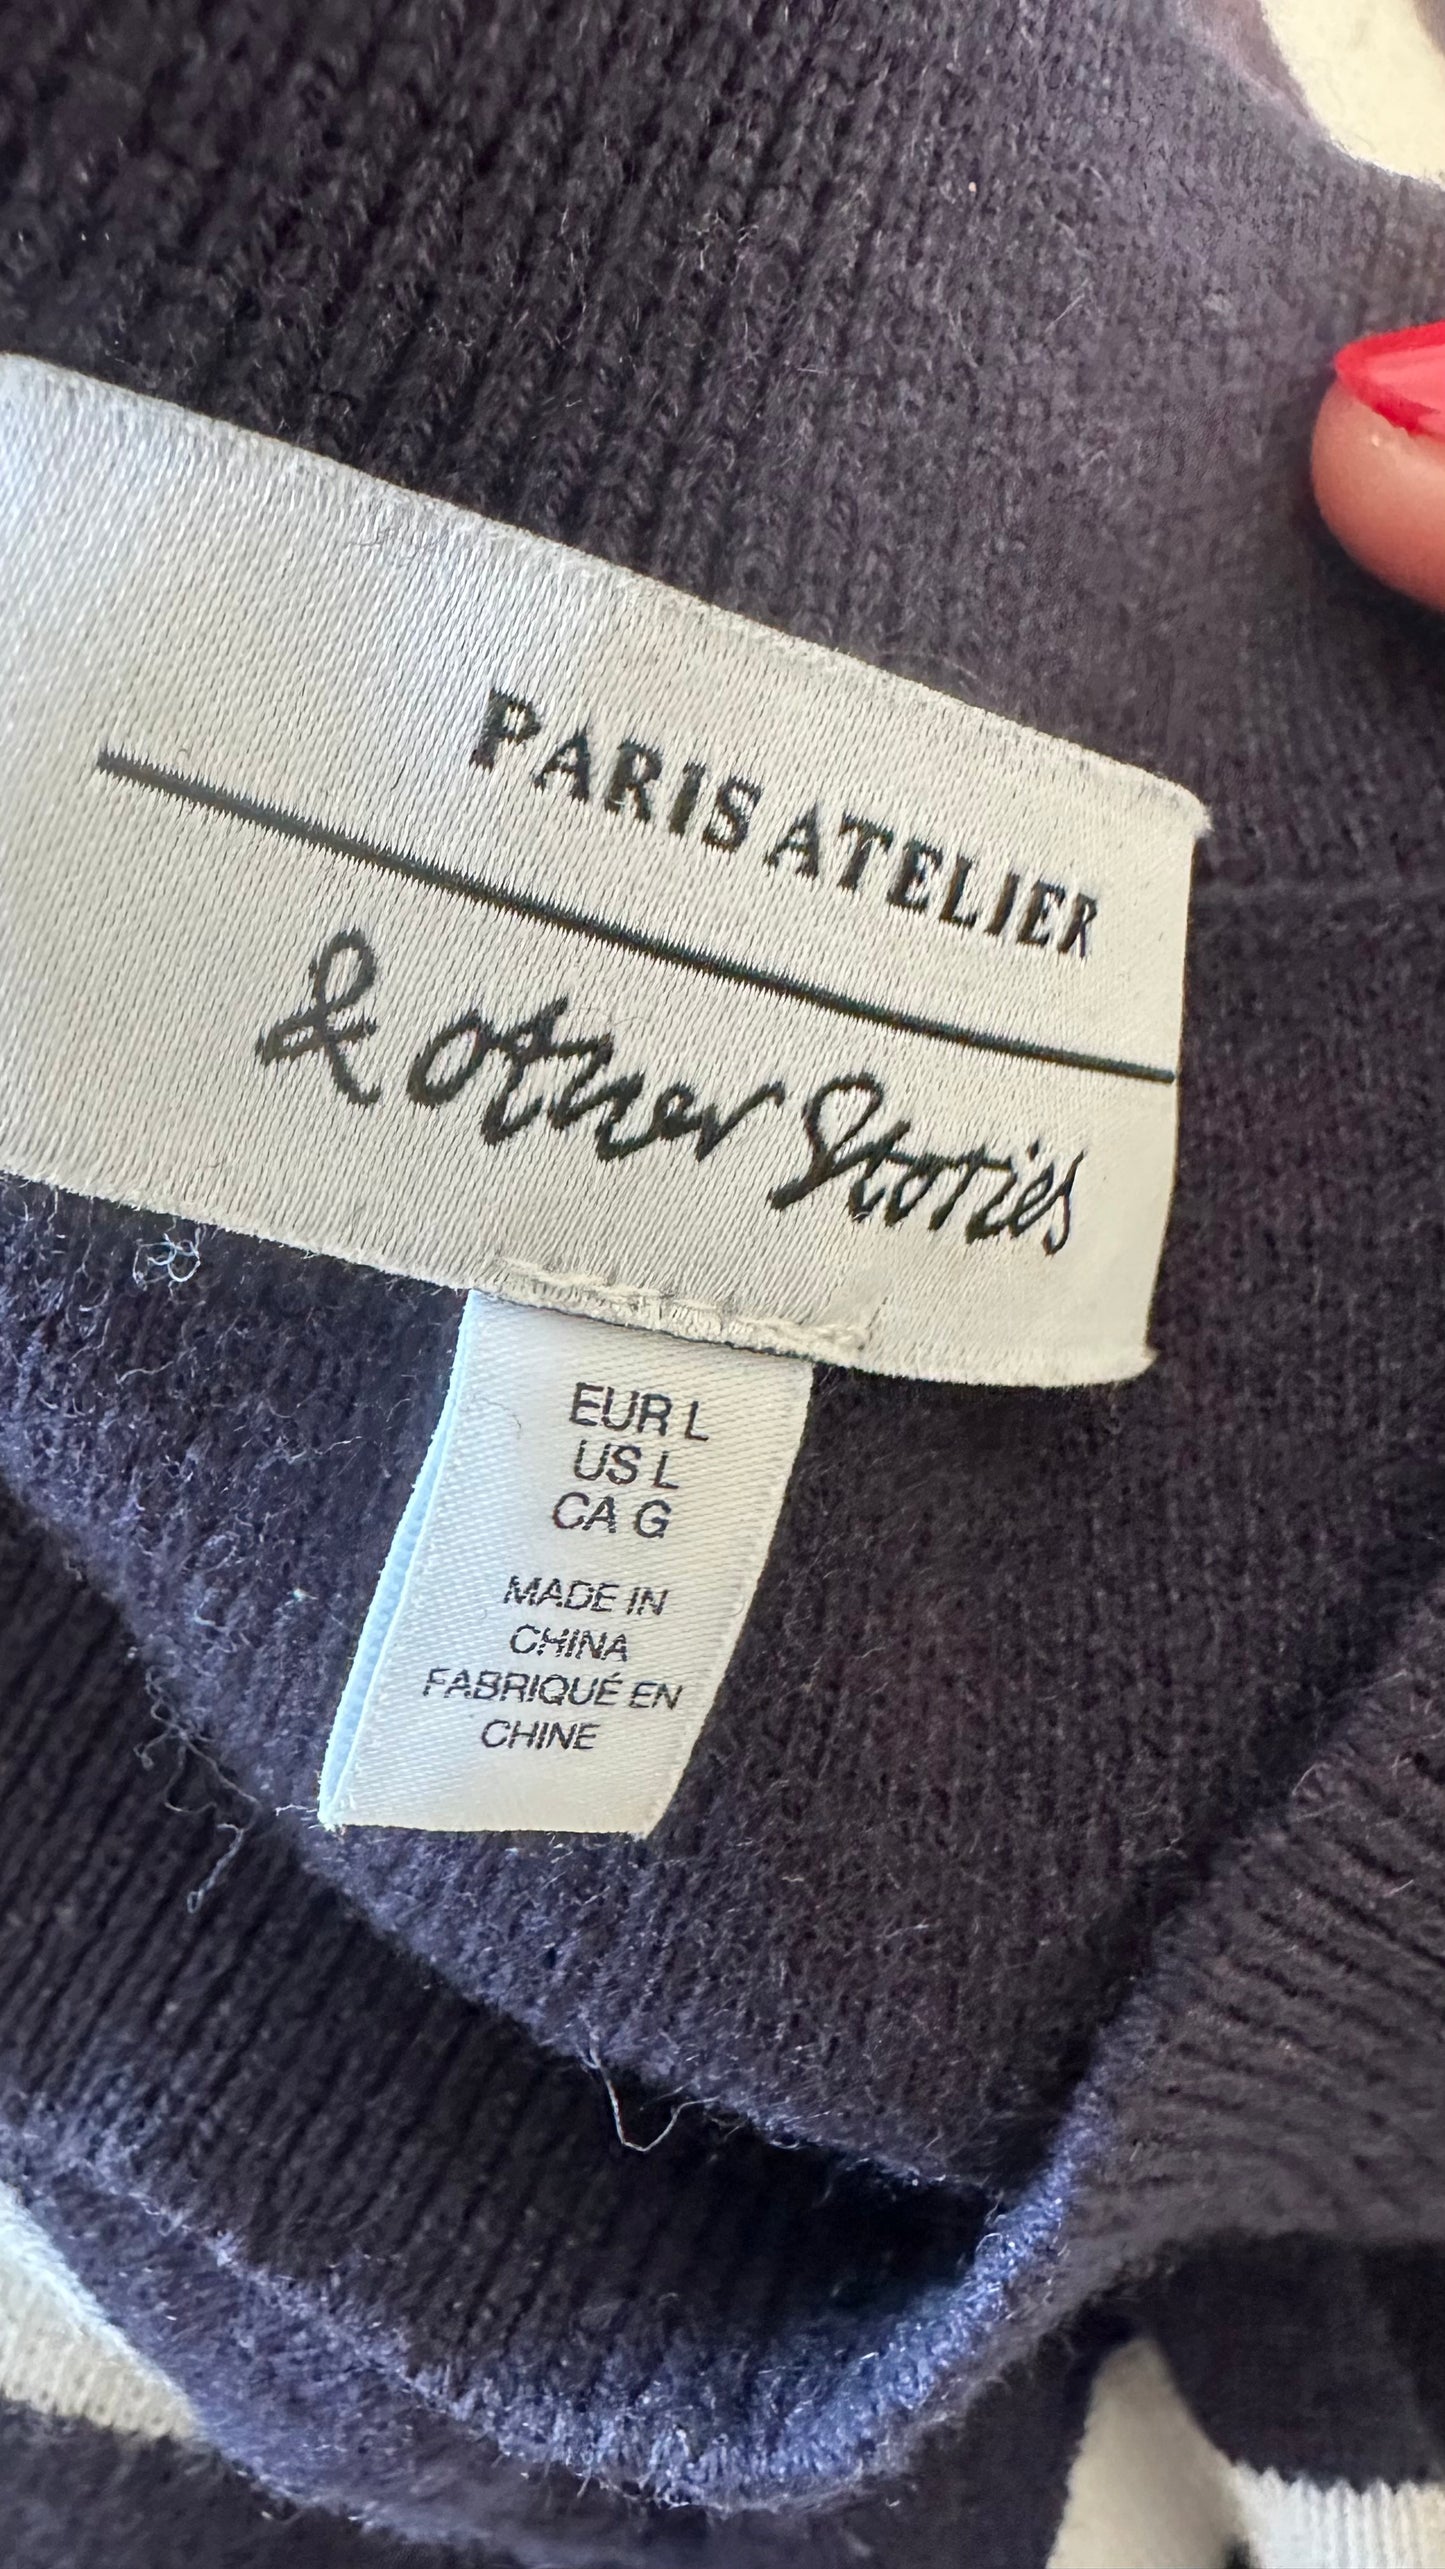 PARIS ATELIER
& other Stories
EUR L
US L
CA G
MADE IN
CHINA
FABRIQUÉ EN
CHINE